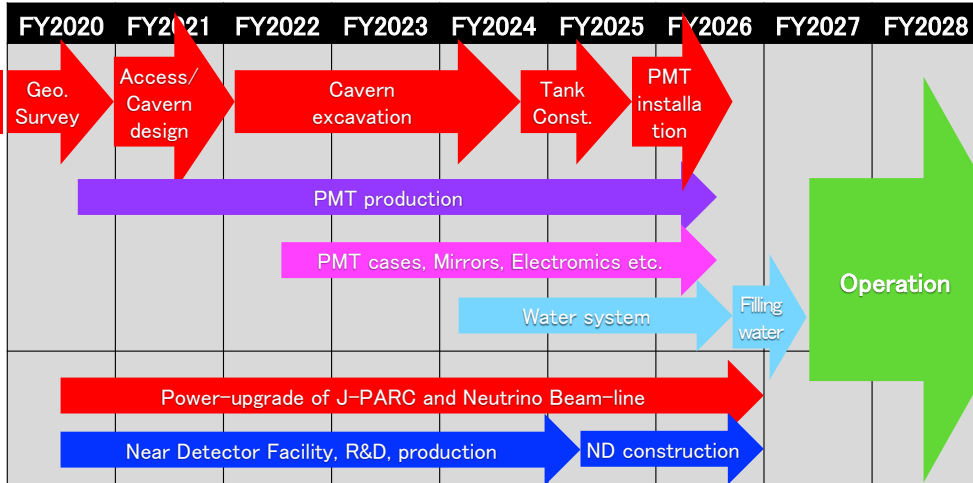 FY2020 FY2021 FY2022 FY2023 FY2024 FY2025 FY2026 FY2027 FY2028
Geo.
Survey
Access/
Cavern
design
Cavern
excavation
Tank
Const.
PMT
installa
tion
PMT production
PMT cases, Mirrors, Electromics etc.
Water system
Filling
water
Operation
Power-upgrade of J-PARC and Neutrino Beam-line
Near Detector Facility, R&D, production
ND construction